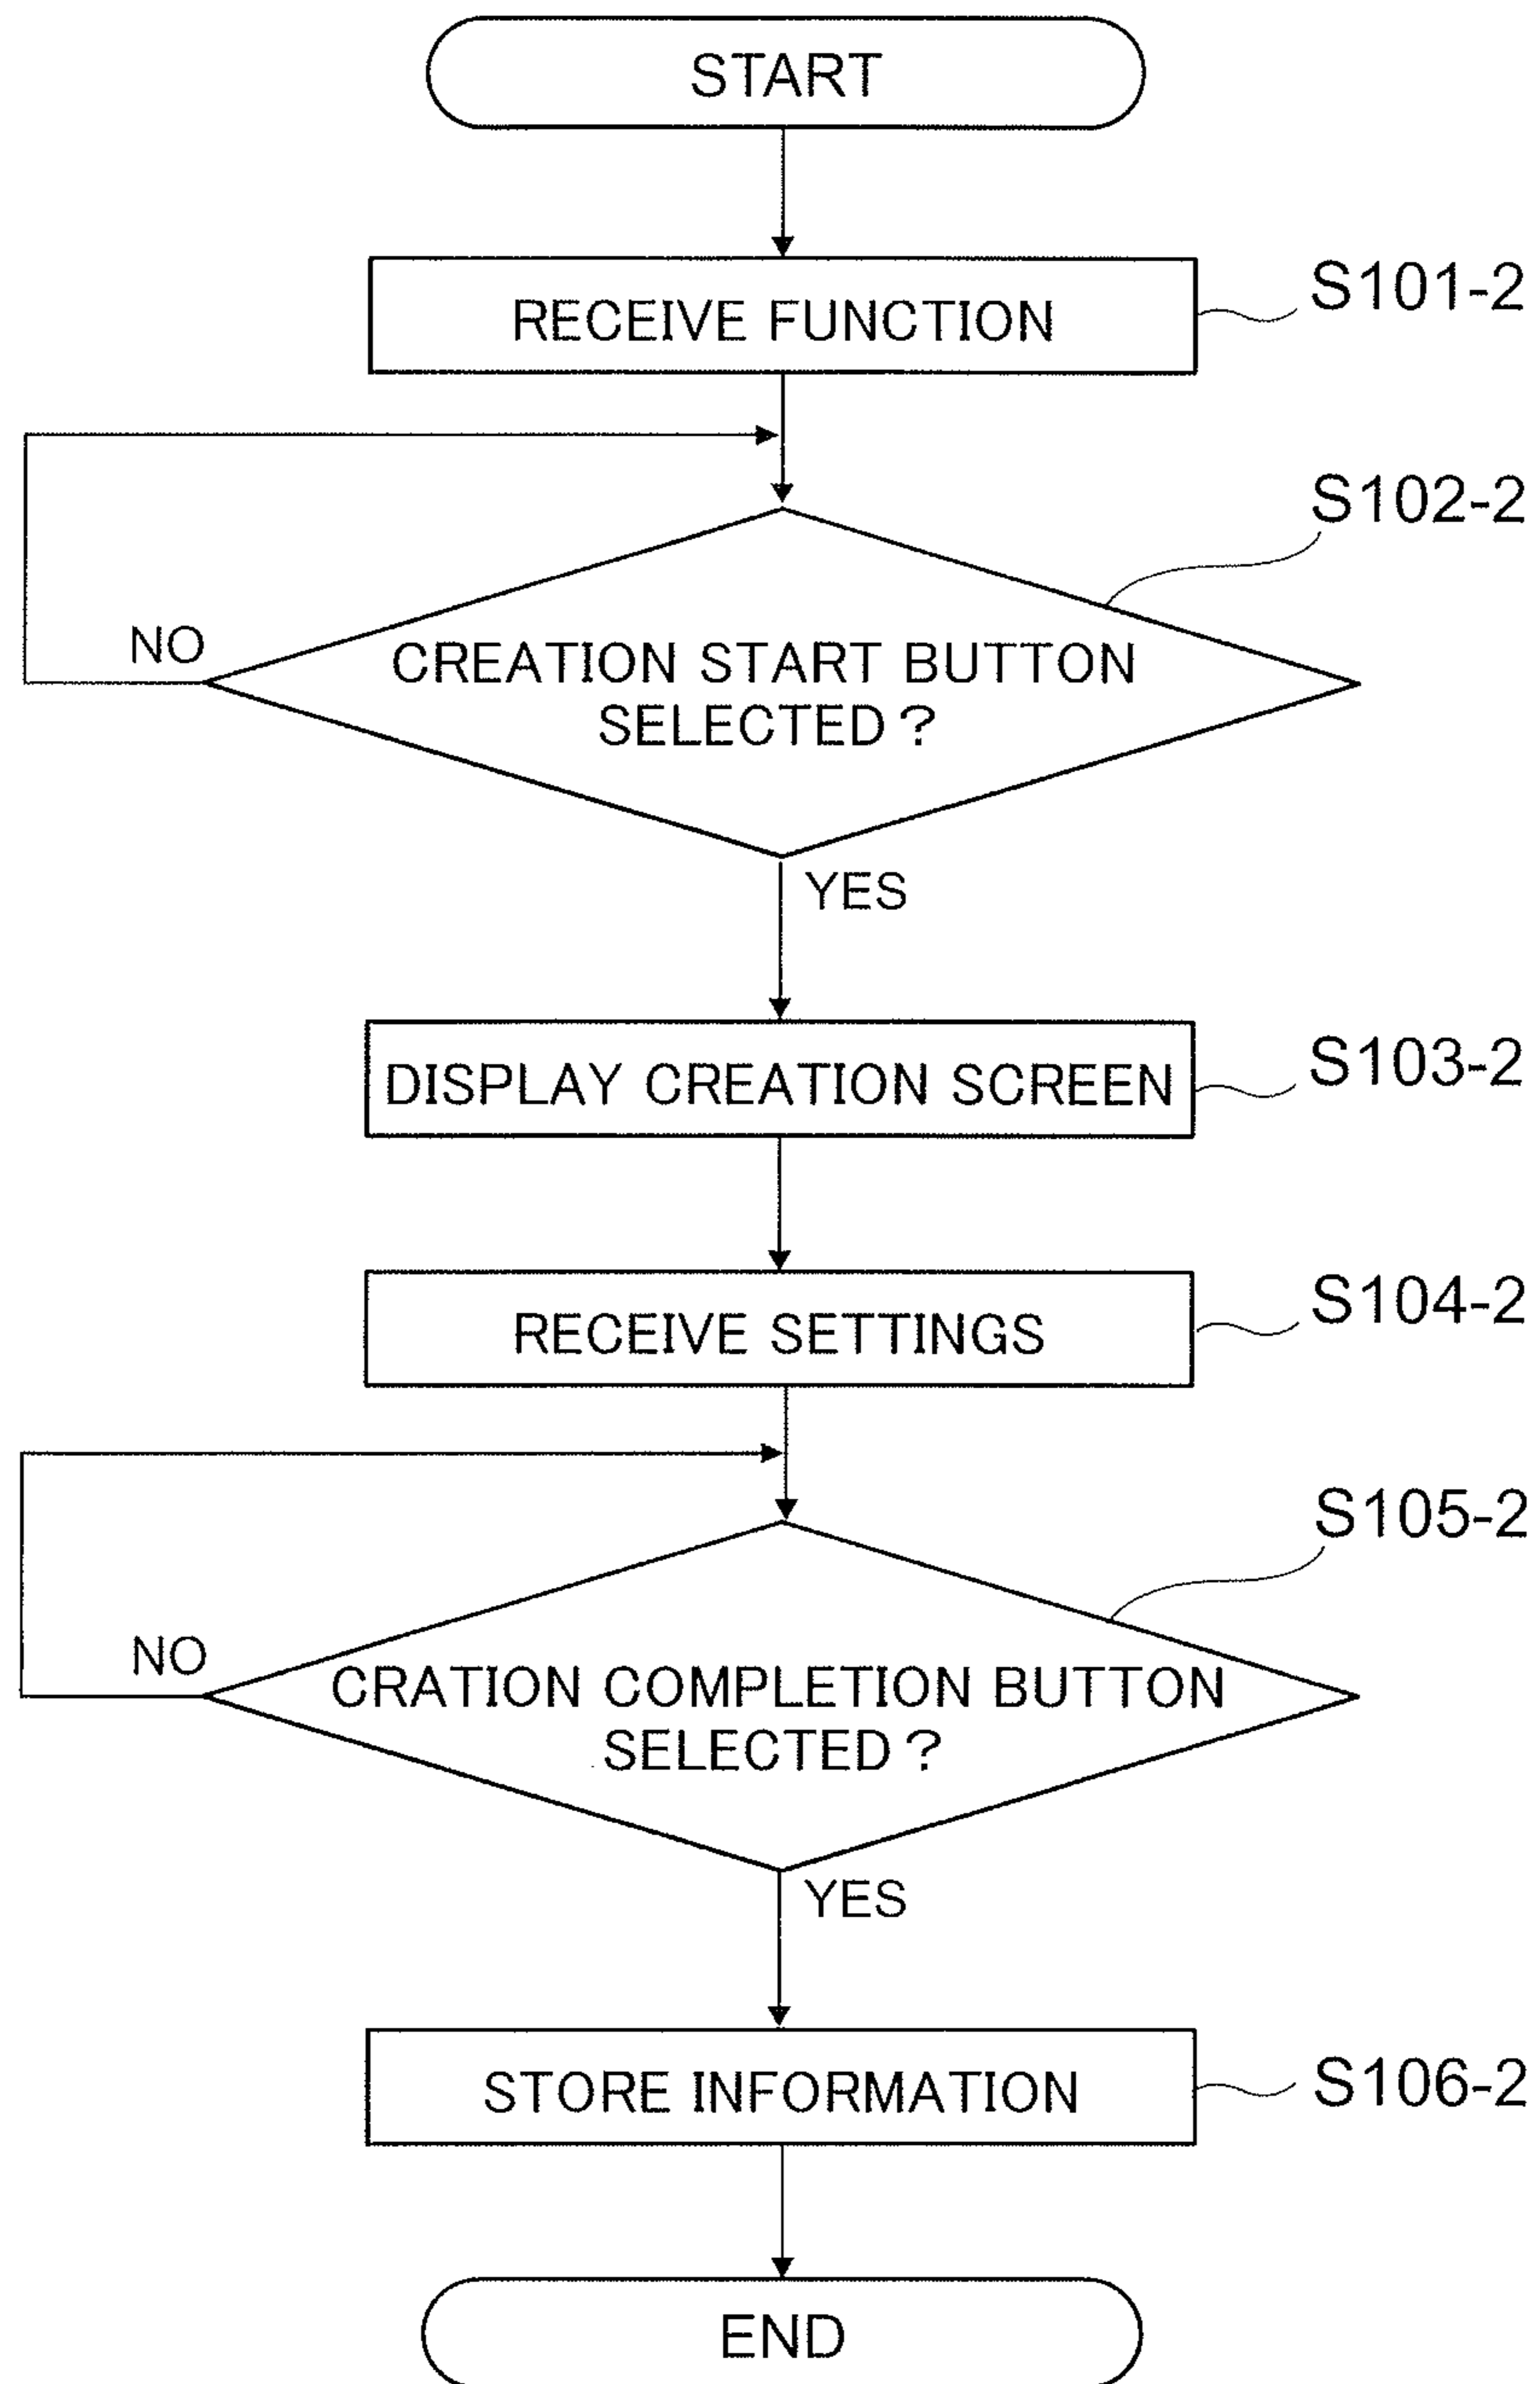 START
RECEIVE FUNCTION
S101-2
S102-2
NO
CREATION START BUTTON
SELECTED?
YES
DISPLAY CREATION SCREEN
S103-2
RECEIVE SETTINGS
S104-2
S105-2
NO
CRATION COMPLETION BUTTON
SELECTED?
YES
STORE INFORMATION
S106-2
END